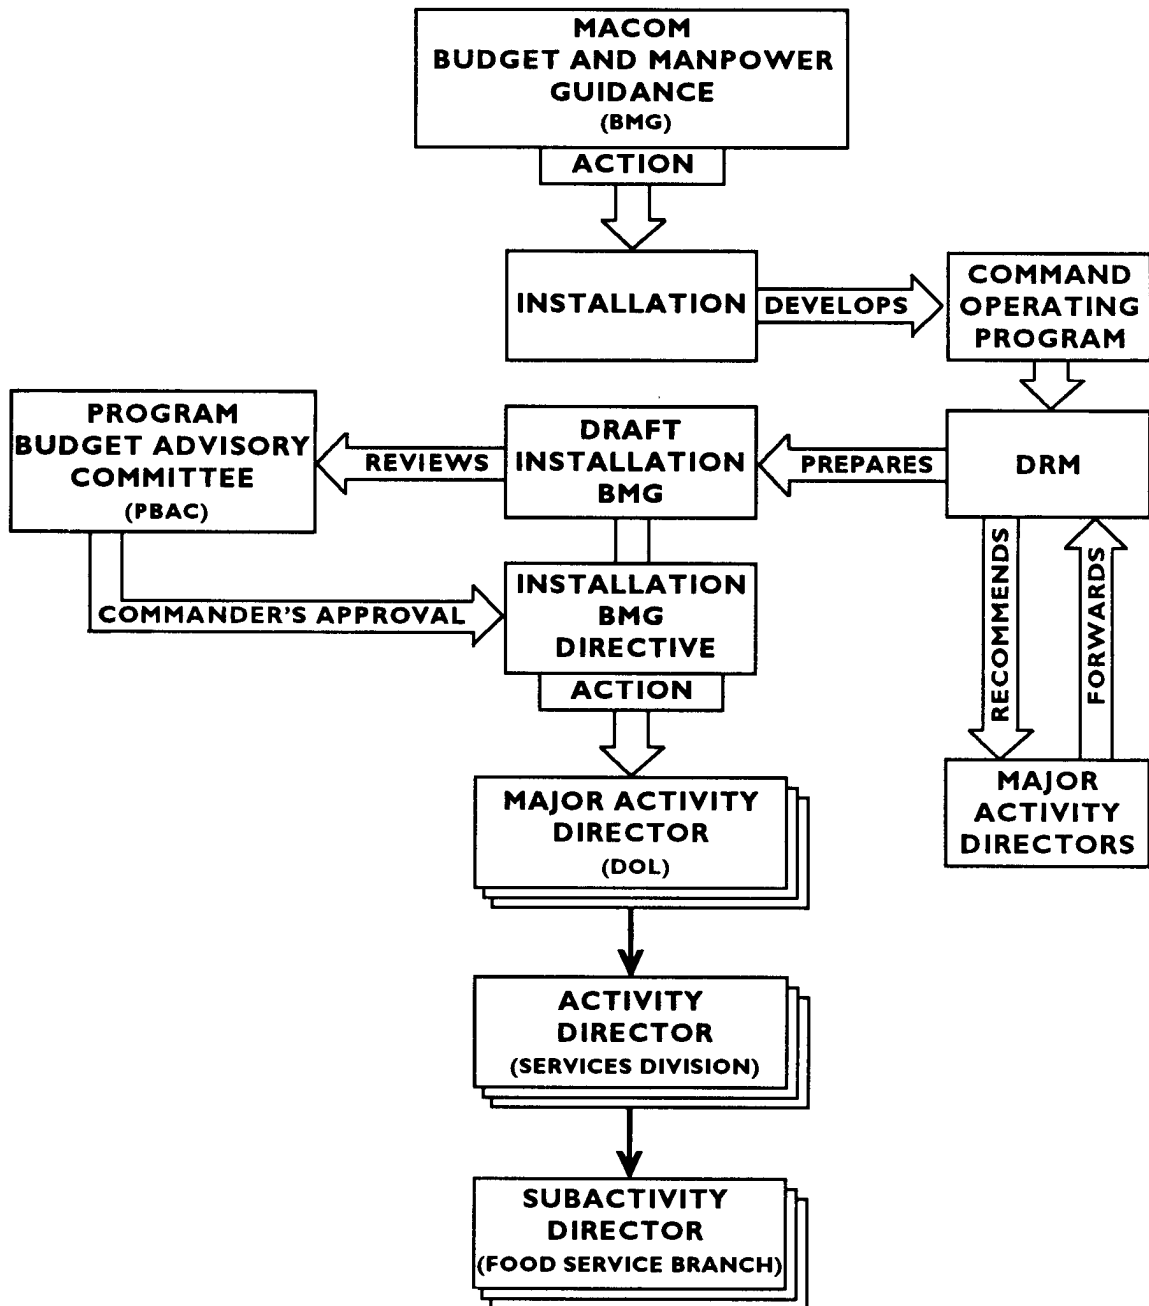 MACOM
BUDGET AND MANPOWER
GUIDANCE
(BMG)
ACTION
INSTALLATION
DEVELOPS
COMMAND
OPERATING
PROGRAM
PROGRAM
BUDGET ADVISORY
COMMITTEE
(PBAC)
REVIEWS
DRAFT
INSTALLATION
BMG
PREPARES
DRM
COMMANDER'S APPROVAL
INSTALLATION
BMG
DIRECTIVE
ACTION
RECOMMENDS
FORWARDS
MAJOR ACTIVITY
DIRECTOR
(DOL)
MAJOR
ACTIVITY
DIRECTORS
ACTIVITY
DIRECTOR
(SERVICES DIVISION)
SUBACTIVITY
DIRECTOR
(FOOD SERVICE BRANCH)